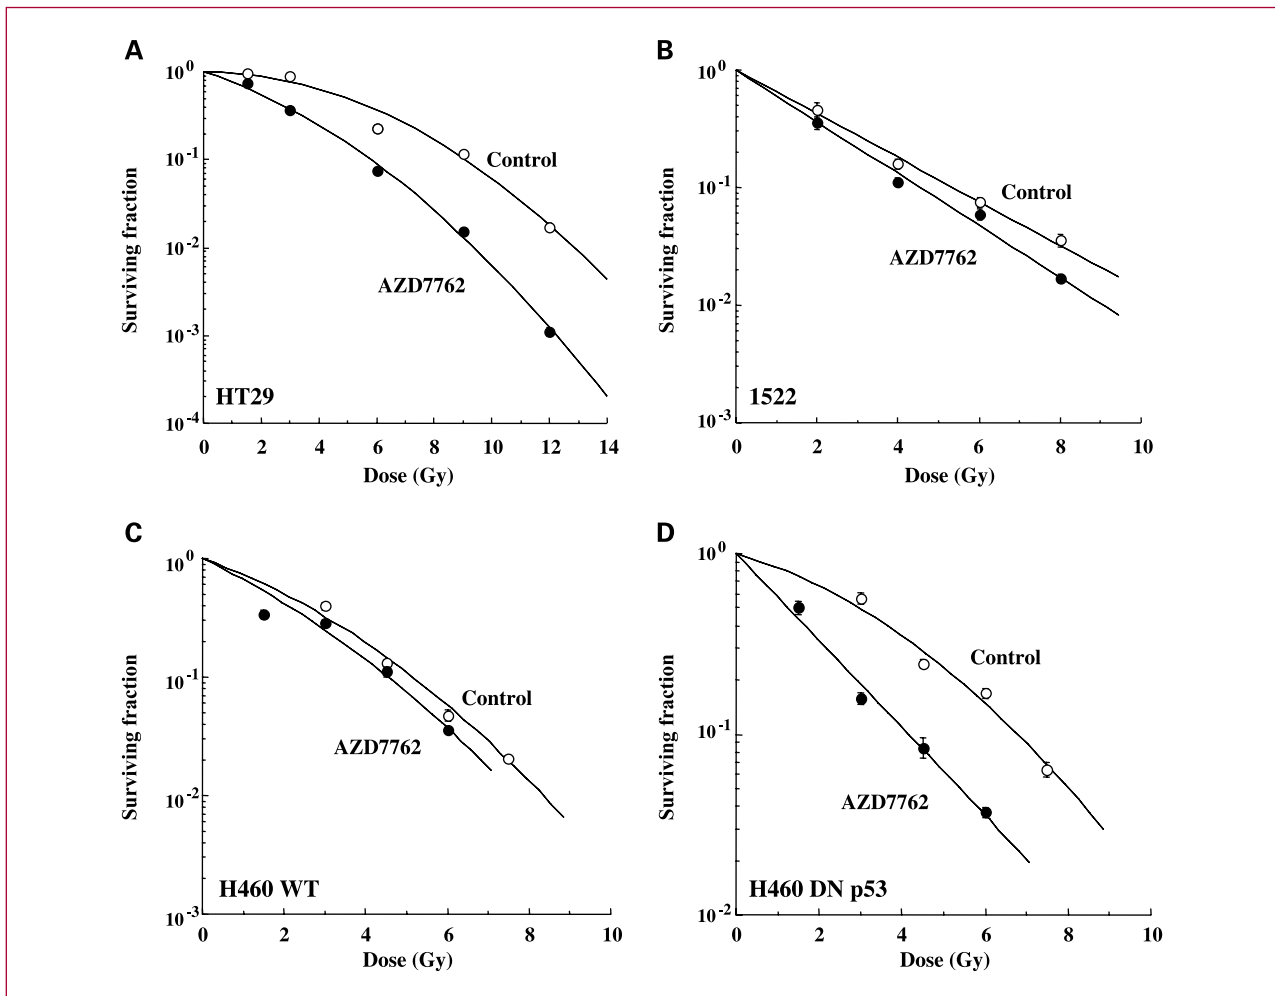 A
10^0
10^-1
10^-2
10^-3
10^-4
Surviving fraction
Control
AZD7762
HT29
0 2 4 6 8 10 12 14
Dose (Gy)
B
10^0
10^-1
10^-2
10^-3
Surviving fraction
Control
AZD7762
1522
0 2 4 6 8 10
Dose (Gy)
C
10^0
10^-1
10^-2
10^-3
Surviving fraction
Control
AZD7762
H460 WT
0 2 4 6 8 10
Dose (Gy)
D
10^0
10^-1
10^-2
Surviving fraction
Control
AZD7762
H460 DN p53
0 2 4 6 8 10
Dose (Gy)